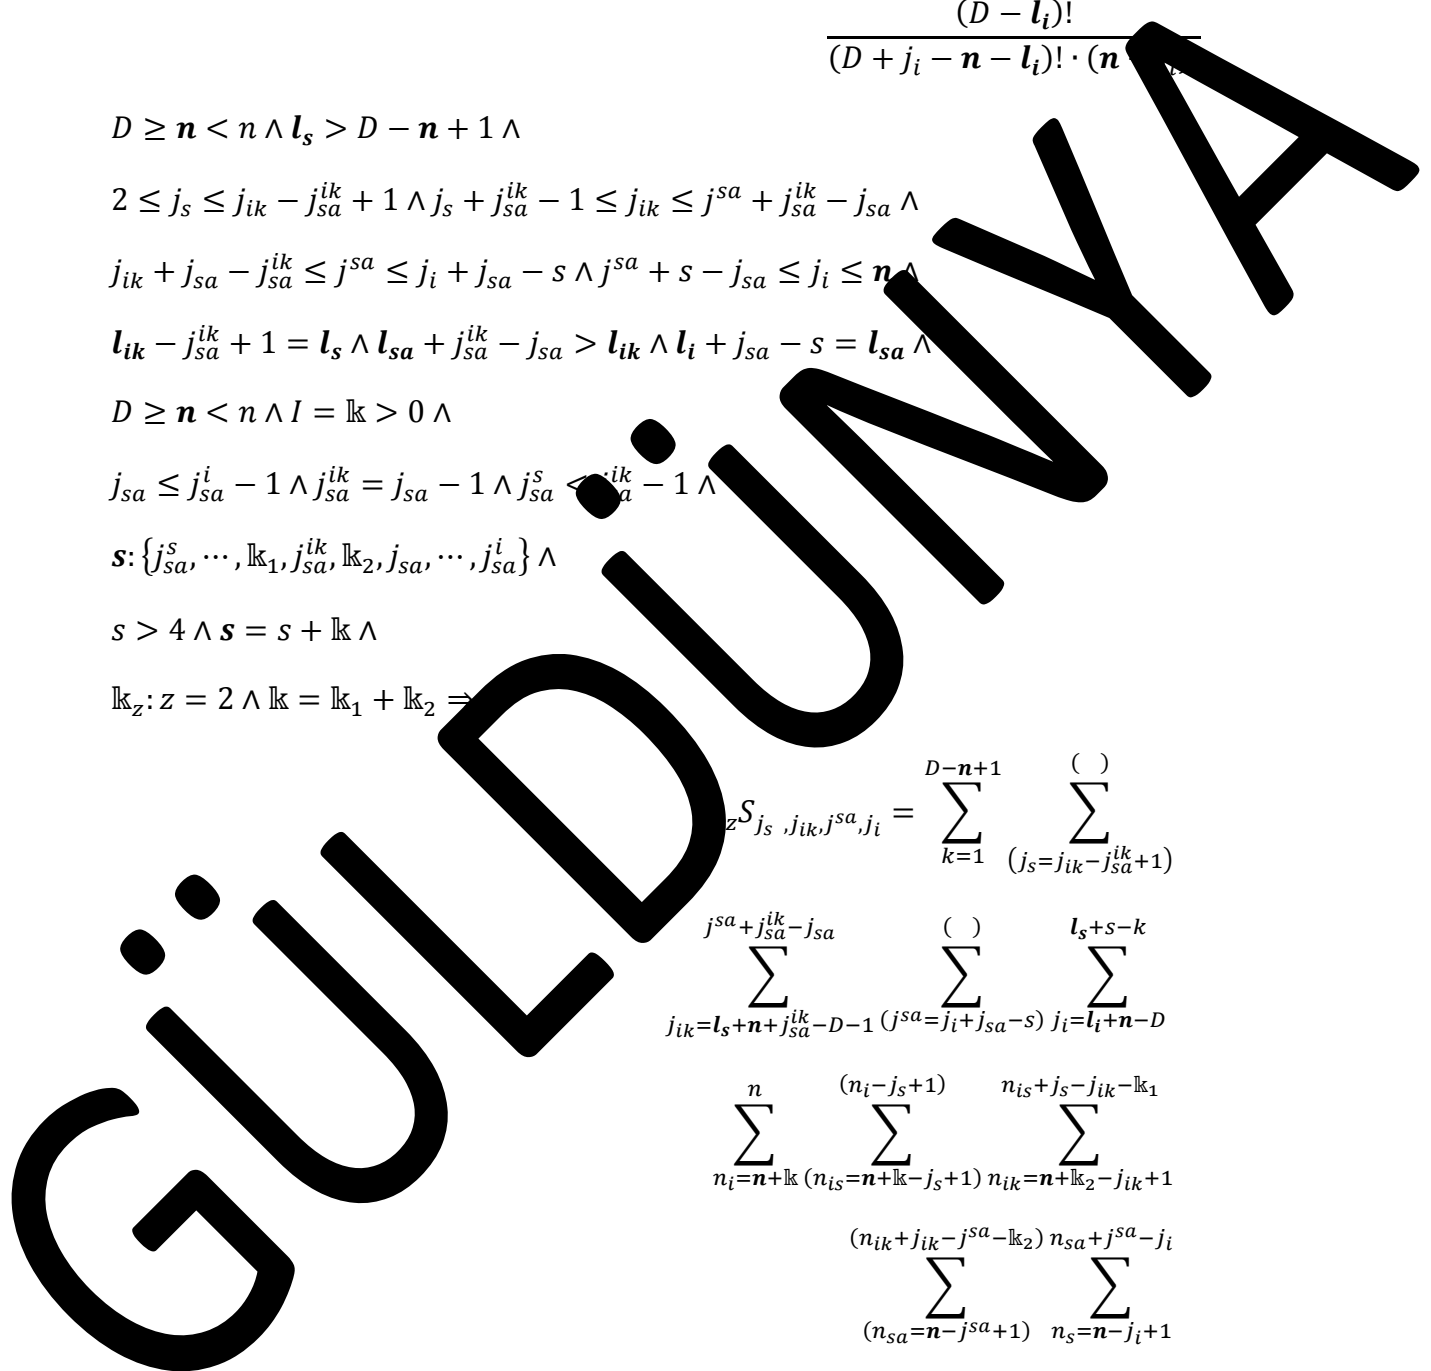 (D − l_i)!
(D + j_i − n − l_i)! · (n
D ≥ n < n ∧ l_s > D − n + 1 ∧
2 ≤ j_s ≤ j_ik − j_sa^ik + 1 ∧ j_s + j_sa^ik − 1 ≤ j_ik ≤ j^sa + j_sa^ik − j_sa ∧
j_ik + j_sa − j_sa^ik ≤ j^sa ≤ j_i + j_sa − s ∧ j^sa + s − j_sa ≤ j_i ≤ n ∧
l_ik − j_sa^ik + 1 = l_s ∧ l_sa + j_sa^ik − j_sa > l_ik ∧ l_i + j_sa − s = l_sa ∧
D ≥ n < n ∧ I = 𝕜 > 0 ∧
j_sa ≤ j_sa^i − 1 ∧ j_sa^ik = j_sa − 1 ∧ j_sa^s < j_sa^ik − 1 ∧
s: {j_sa^s, ⋯, 𝕜_1, j_sa^ik, 𝕜_2, j_sa, ⋯, j_sa^i} ∧
s > 4 ∧ s = s + 𝕜 ∧
𝕜_z: z = 2 ∧ 𝕜 = 𝕜_1 + 𝕜_2 ⇒
D−n+1 ( )
_z S_{j_s ,j_ik,j^sa,j_i} = ∑ ∑
k=1 (j_s=j_ik−j_sa^ik+1)
j^sa+j_sa^ik−j_sa ( ) l_s+s−k
∑ ∑ ∑
j_ik=l_s+n+j_sa^ik−D−1 (j^sa=j_i+j_sa−s) j_i=l_i+n−D
n (n_i−j_s+1) n_is+j_s−j_ik−𝕜_1
∑ ∑ ∑
n_i=n+𝕜 (n_is=n+𝕜−j_s+1) n_ik=n+𝕜_2−j_ik+1
(n_ik+j_ik−j^sa−𝕜_2) n_sa+j^sa−j_i
∑ ∑
(n_sa=n−j^sa+1) n_s=n−j_i+1
GÜLDÜNYA